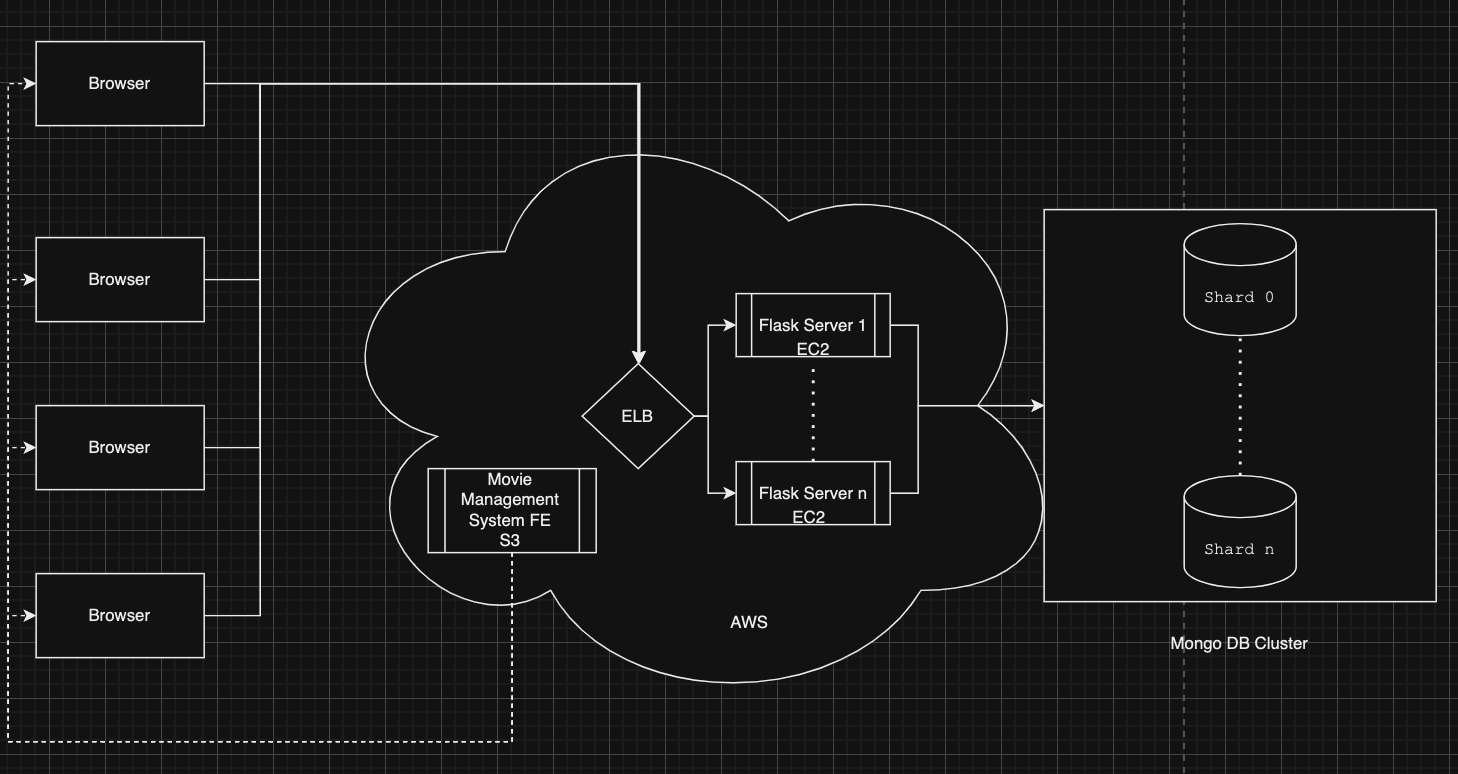 Browser
Browser
Browser
Browser
ELB
Flask Server 1
EC2
Flask Server n
EC2
Movie
Management
System FE
S3
AWS
Shard 0
Shard n
Mongo DB Cluster